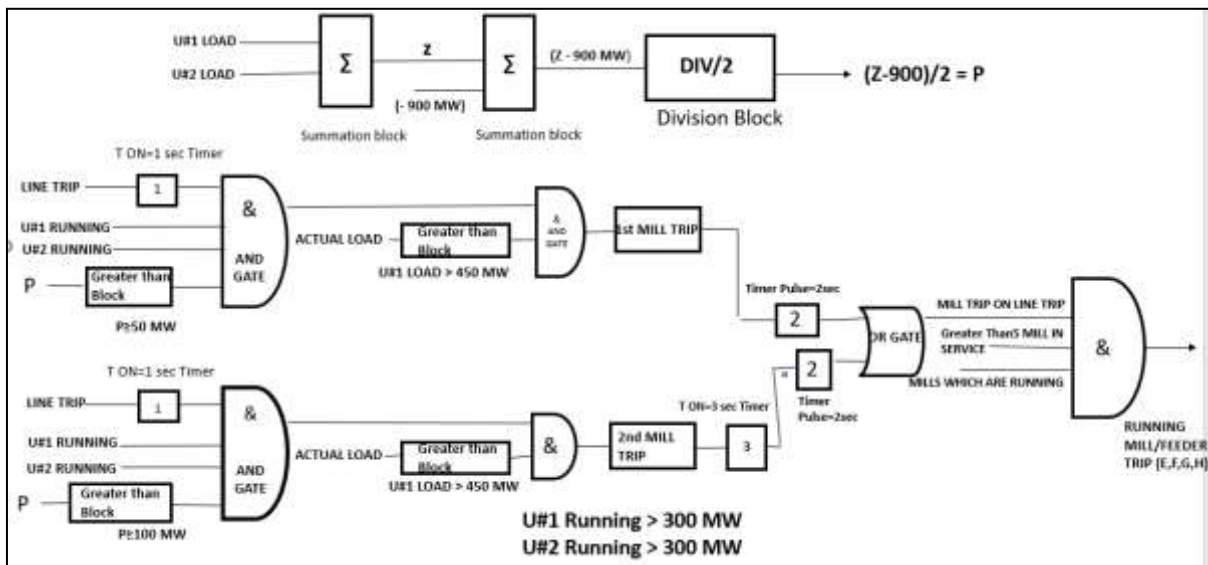 U#1 LOAD
U#2 LOAD
Σ
Z
(- 900 MW)
Σ
(Z - 900 MW)
DIV/2
(Z-900)/2 = P
Summation block
Summation block
Division Block
T ON=1 sec Timer
LINE TRIP
1
U#1 RUNNING
U#2 RUNNING
P
Greater than
Block
P≥50 MW
&
AND
GATE
ACTUAL LOAD
Greater than
Block
U#1 LOAD > 450 MW
&
AND
GATE
1st MILL TRIP
Timer Pulse=2sec
2
OR GATE
MILL TRIP ON LINE TRIP
Greater Than5 MILL IN
SERVICE
MILLS WHICH ARE RUNNING
&
RUNNING
MILL/FEEDER
TRIP (E,F,G,H)
T ON=1 sec Timer
LINE TRIP
1
U#1 RUNNING
U#2 RUNNING
P
Greater than
Block
P≥100 MW
&
AND
GATE
ACTUAL LOAD
Greater than
Block
U#1 LOAD > 450 MW
&
2nd MILL
TRIP
T ON=3 sec Timer
3
2
Timer
Pulse=2sec
U#1 Running > 300 MW
U#2 Running > 300 MW